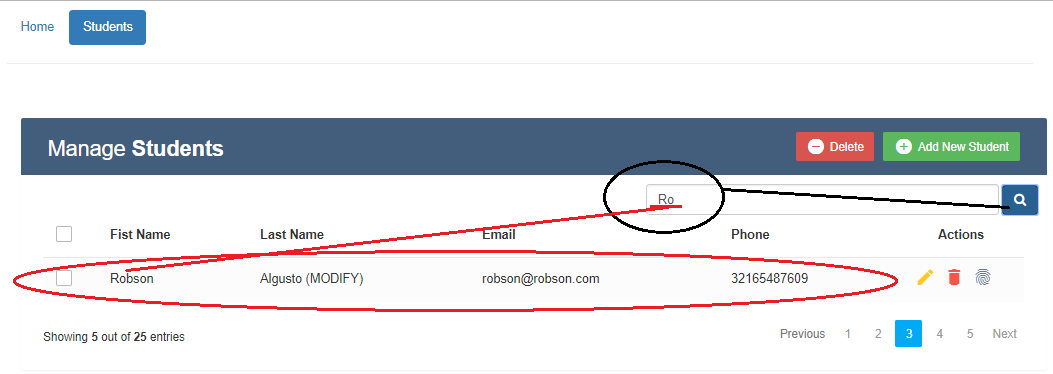 Home Students
Manage Students Delete Add New Student
Ro
Fist Name Last Name Email Phone Actions
Robson Algusto (MODIFY) robson@robson.com 32165487609
Showing 5 out of 25 entries Previous 1 2 3 4 5 Next